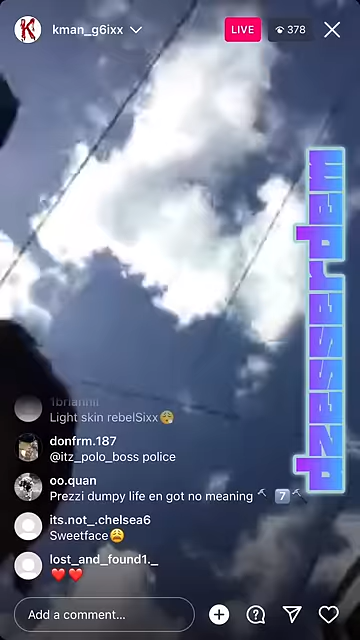 kman_g6ixx
LIVE
378
Light skin rebelSixx😮‍💨
donfrm.187
@itz_polo_boss police
oo.quan
Prezzi dumpy life en got no meaning ⛏️ 7️⃣⛏️
its.not_.chelsea6
Sweetface😩
lost_and_found1._
❤️❤️
Add a comment...